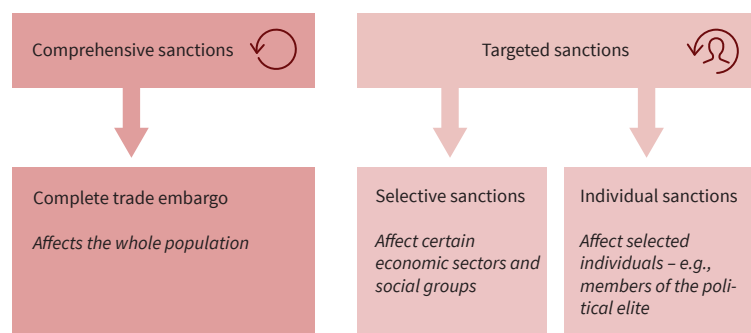 Comprehensive sanctions
Targeted sanctions
Complete trade embargo
Affects the whole population
Selective sanctions
Affect certain
economic sectors and
social groups
Individual sanctions
Affect selected
individuals – e.g.,
members of the poli-
tical elite